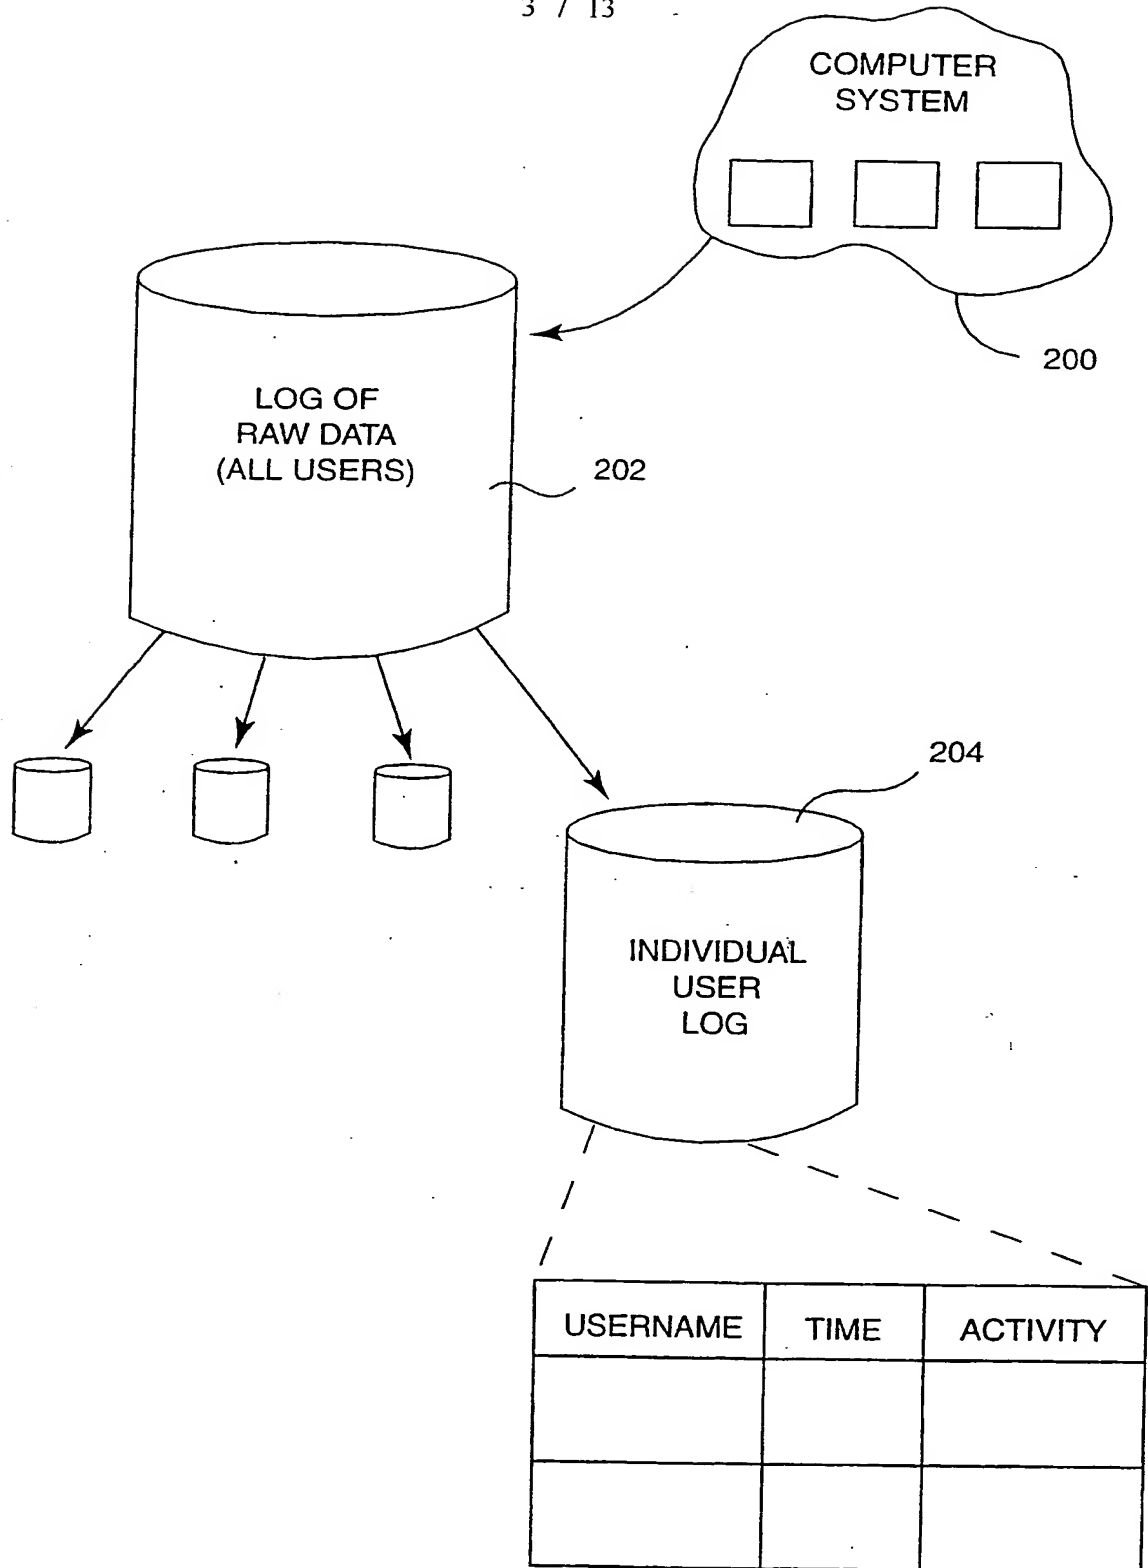 3 / 13
COMPUTER
SYSTEM
200
LOG OF
RAW DATA
(ALL USERS)
202
204
INDIVIDUAL
USER
LOG
USERNAME TIME ACTIVITY